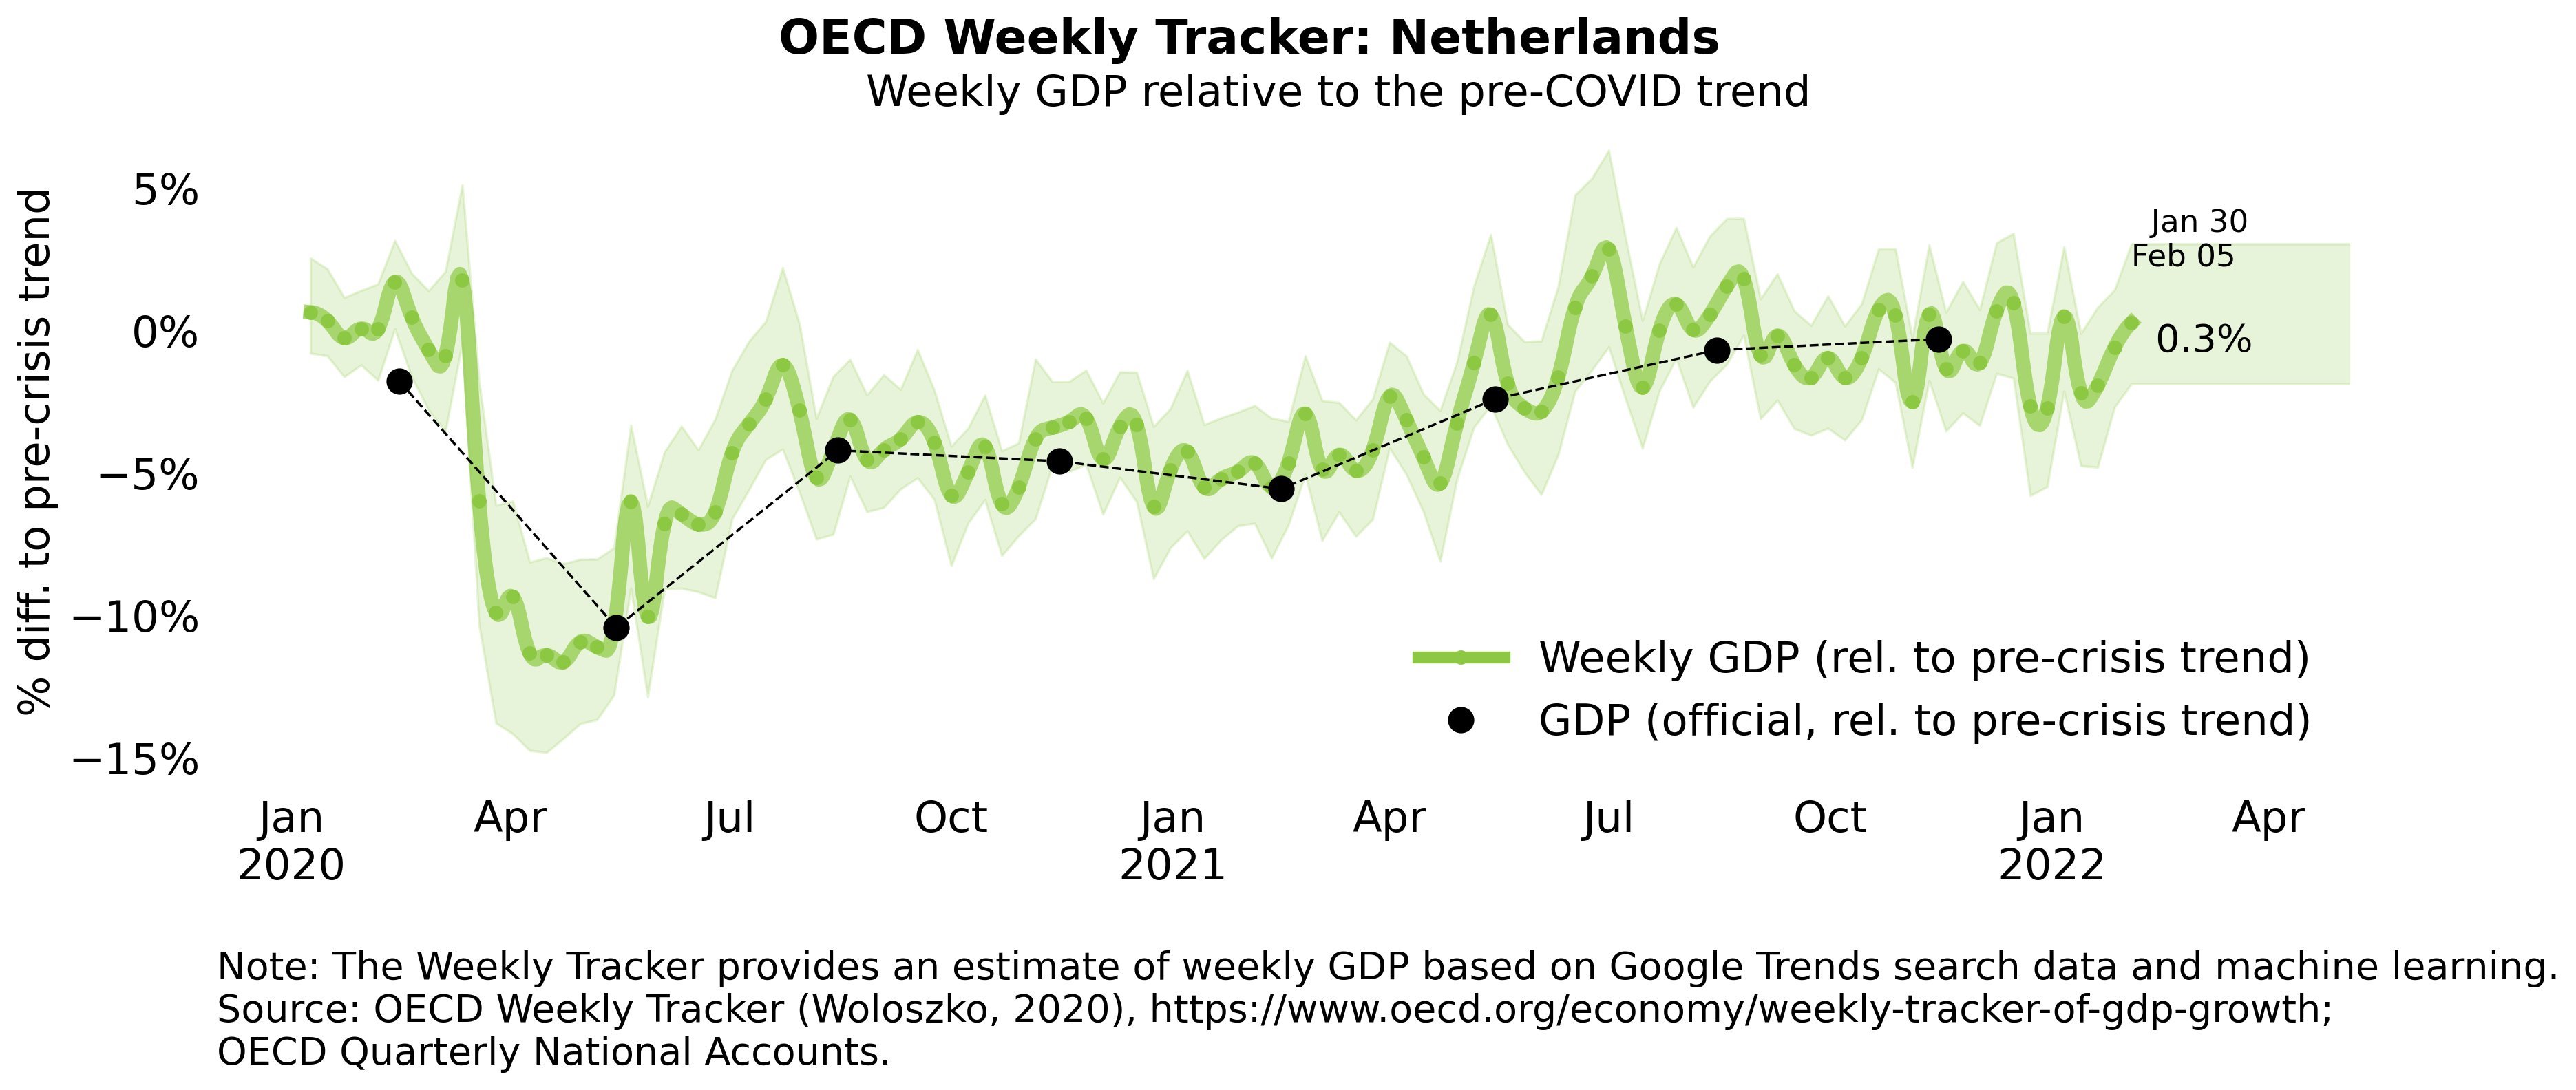 OECD Weekly Tracker: Netherlands
Weekly GDP relative to the pre-COVID trend
% diff. to pre-crisis trend
5%
0%
−5%
−10%
−15%
Jan 30
Feb 05
0.3%
Weekly GDP (rel. to pre-crisis trend)
GDP (official, rel. to pre-crisis trend)
Jan Apr Jul Oct Jan Apr Jul Oct Jan Apr
2020 2021 2022
Note: The Weekly Tracker provides an estimate of weekly GDP based on Google Trends search data and machine learning.
Source: OECD Weekly Tracker (Woloszko, 2020), https://www.oecd.org/economy/weekly-tracker-of-gdp-growth;
OECD Quarterly National Accounts.